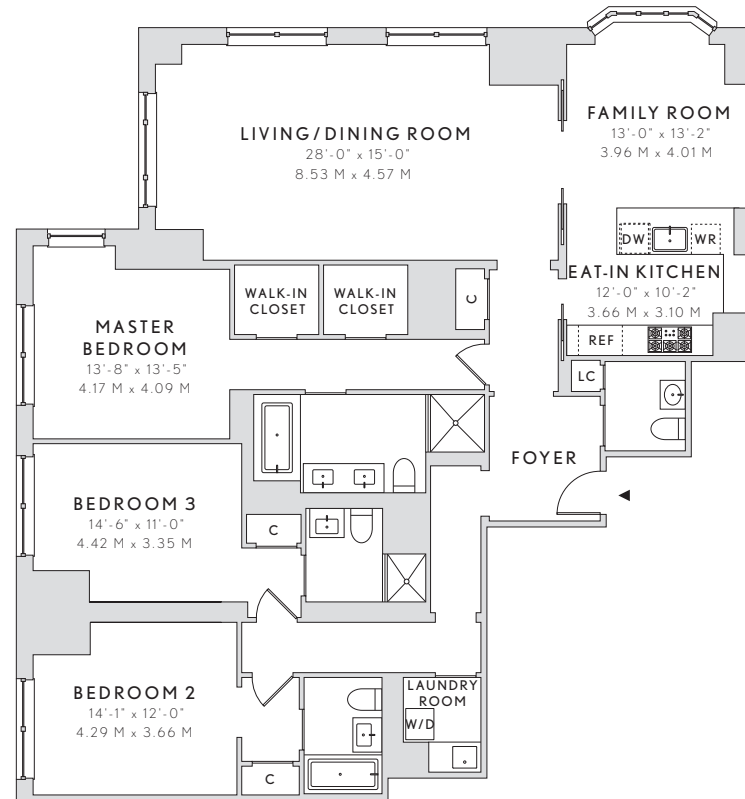 FAMILY ROOM
13'-0" x 13'-2"
3.96 M x 4.01 M
LIVING/DINING ROOM
28'-0" x 15'-0"
8.53 M x 4.57 M
DW
WR
EAT-IN KITCHEN
12'-0" x 10'-2"
3.66 M x 3.10 M
REF
WALK-IN
CLOSET
WALK-IN
CLOSET
C
MASTER
BEDROOM
13'-8" x 13'-5"
4.17 M x 4.09 M
LC
FOYER
BEDROOM 3
14'-6" x 11'-0"
4.42 M x 3.35 M
C
BEDROOM 2
14'-1" x 12'-0"
4.29 M x 3.66 M
LAUNDRY
ROOM
W/D
C